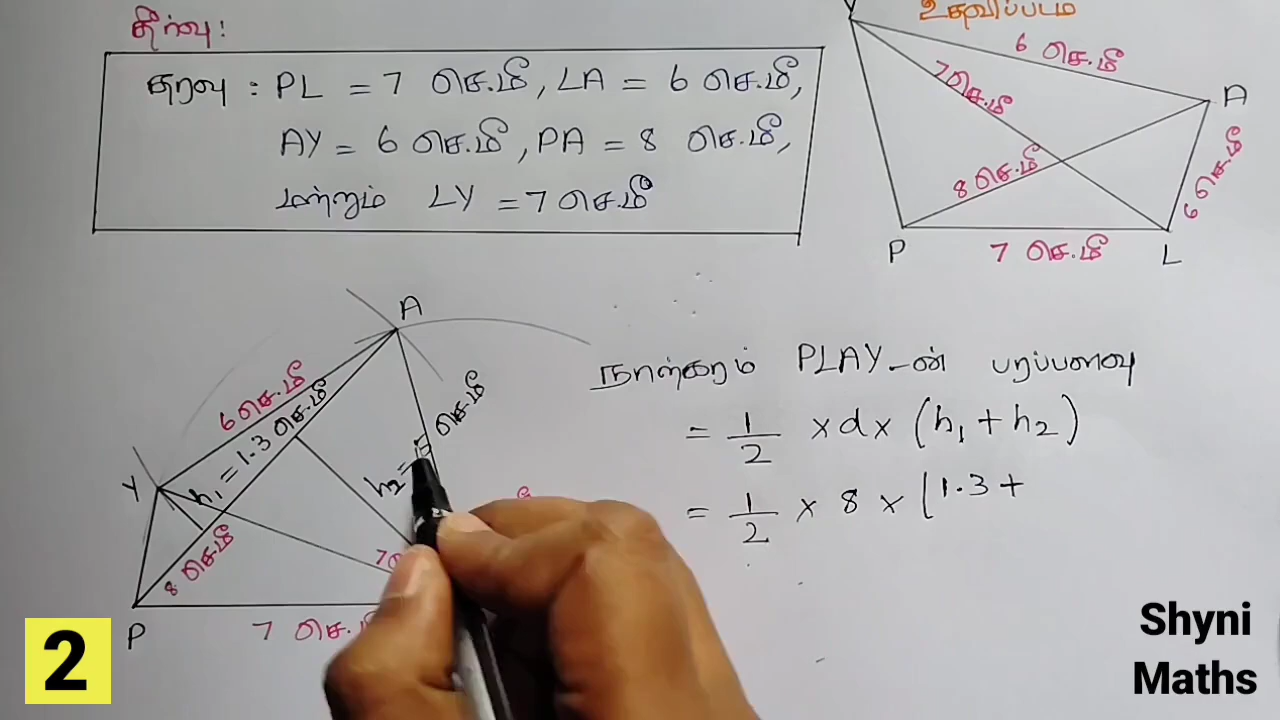 தீர்வு:
தரவு : PL = 7 செ.மீ, LA = 6 செ.மீ,
AY = 6 செ.மீ, PA = 8 செ.மீ,
மற்றும் LY = 7 செ.மீ
உதவிப்படம்
Y
6 செ.மீ
A
7 செ.மீ
8 செ.மீ
6 செ.மீ
P
7 செ.மீ
L
A
6 செ.மீ
h₁ = 1.3 செ.மீ
செ.மீ
h₂ =
Y
8 செ.மீ
P
7 செ.மீ
நாற்கரம் PLAY-ன் பரப்பளவு
= 1/2 × d × (h₁ + h₂)
= 1/2 × 8 × [1.3 +
2
Shyni
Maths